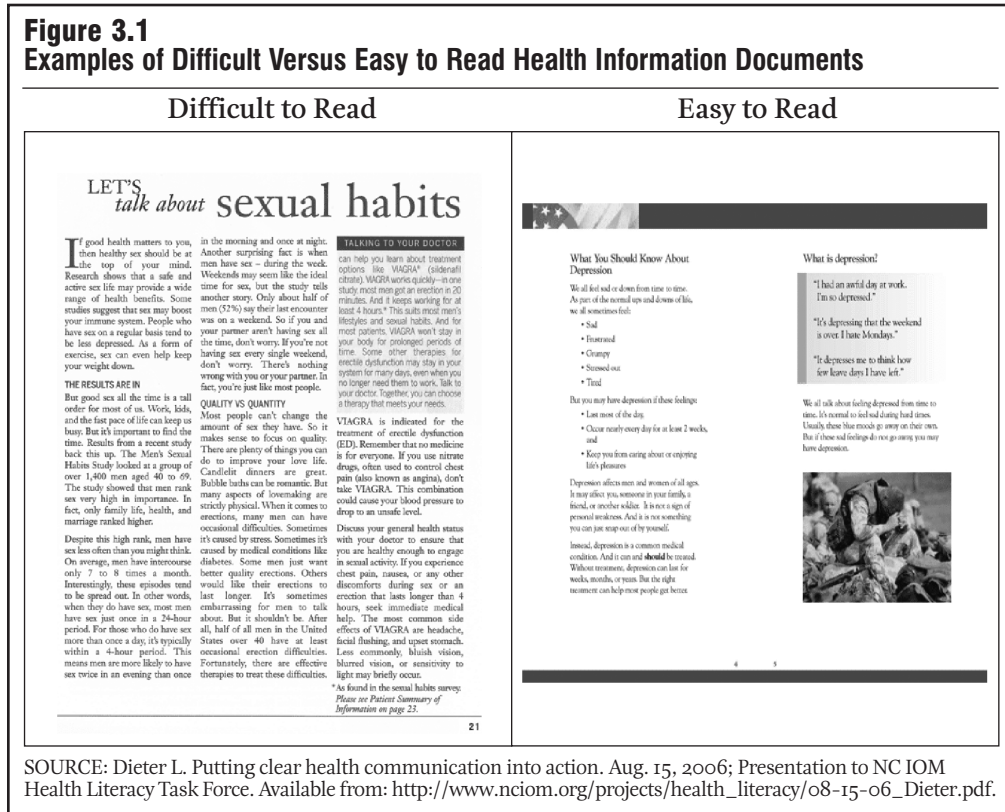 Figure 3.1
Examples of Difficult Versus Easy to Read Health Information Documents
Difficult to Read
Easy to Read
LET'S
talk about sexual habits
If good health matters to you,
then healthy sex should be at
the top of your mind.
Research shows that a safe and
active sex life may provide a wide
range of health benefits. Some
studies suggest that sex may boost
your immune system. People who
have sex on a regular basis tend to
be less depressed. As a form of
exercise, sex can even help keep
your weight down.
THE RESULTS ARE IN
But good sex all the time is a tall
order for most of us. Work, kids,
and the fast pace of life can keep us
busy. But it's important to find the
time. Results from a recent study
back this up. The Men's Sexual
Habits Study looked at a group of
over 1,400 men aged 40 to 69.
The study showed that men rank
sex very high in importance. In
fact, only family life, health, and
marriage ranked higher.
Despite this high rank, men have
sex less often than you might think.
On average, men have intercourse
only 7 to 8 times a month.
Interestingly, these episodes tend
to be spread out. In other words,
when they do have sex, most men
have sex just once in a 24-hour
period. For those who do have sex
more than once a day, it's typically
within a 4-hour period. This
means men are more likely to have
sex twice in an evening than once
in the morning and once at night.
Another surprising fact is when
men have sex – during the week.
Weekends may seem like the ideal
time for sex, but the study tells
another story. Only about half of
men (52%) say their last encounter
was on a weekend. So if you and
your partner aren't having sex all
the time, don't worry. If you're not
having sex every single weekend,
don't worry. There's nothing
wrong with you or your partner. In
fact, you're just like most people.
QUALITY VS QUANTITY
Most people can't change the
amount of sex they have. So it
makes sense to focus on quality.
There are plenty of things you can
do to improve your love life.
Candlelit dinners are great.
Bubble baths can be romantic. But
many aspects of lovemaking are
strictly physical. When it comes to
erections, many men can have
occasional difficulties. Sometimes
it's caused by stress. Sometimes it's
caused by medical conditions like
diabetes. Some men just want
better quality erections. Others
would like their erections to
last longer. It's sometimes
embarrassing for men to talk
about. But it shouldn't be. After
all, half of all men in the United
States over 40 have at least
occasional erection difficulties.
Fortunately, there are effective
therapies to treat these difficulties.
TALKING TO YOUR DOCTOR
can help you learn about treatment
options like VIAGRA® (sildenafil
citrate). VIAGRA works quickly—in one
study, most men got an erection in 20
minutes. And it keeps working for at
least 4 hours.* This suits most men's
lifestyles and sexual habits. And for
most patients, VIAGRA won't stay in
your body for prolonged periods of
time. Some other therapies for
erectile dysfunction may stay in your
system for many days, even when you
no longer need them to work. Talk to
your doctor. Together, you can choose
a therapy that meets your needs.
VIAGRA is indicated for the
treatment of erectile dysfunction
(ED). Remember that no medicine
is for everyone. If you use nitrate
drugs, often used to control chest
pain (also known as angina), don't
take VIAGRA. This combination
could cause your blood pressure to
drop to an unsafe level.
Discuss your general health status
with your doctor to ensure that
you are healthy enough to engage
in sexual activity. If you experience
chest pain, nausea, or any other
discomforts during sex or an
erection that lasts longer than 4
hours, seek immediate medical
help. The most common side
effects of VIAGRA are headache,
facial flushing, and upset stomach.
Less commonly, bluish vision,
blurred vision, or sensitivity to
light may briefly occur.
*As found in the sexual habits survey.
Please see Patient Summary of
Information on page 23.
21
What You Should Know About
Depression
We all feel sad or down from time to time.
As part of the normal ups and downs of life,
we all sometimes feel:
• Sad
• Frustrated
• Grumpy
• Stressed out
• Tired
But you may have depression if these feelings:
• Last most of the day,
• Occur nearly every day for at least 2 weeks,
and
• Keep you from caring about or enjoying
life's pleasures
Depression affects men and women of all ages.
It may affect you, someone in your family, a
friend, or another soldier. It is not a sign of
personal weakness. And it is not something
you can just snap out of by yourself.
Instead, depression is a common medical
condition. And it can and should be treated.
Without treatment, depression can last for
weeks, months, or years. But the right
treatment can help most people get better.
4
What is depression?
"I had an awful day at work.
I'm so depressed."
"It's depressing that the weekend
is over. I hate Mondays."
"It depresses me to think how
few leave days I have left."
We all talk about feeling depressed from time to
time. It's normal to feel sad during hard times.
Usually, these blue moods go away on their own.
But if these sad feelings do not go away, you may
have depression.
5
SOURCE: Dieter L. Putting clear health communication into action. Aug. 15, 2006; Presentation to NC IOM
Health Literacy Task Force. Available from: http://www.nciom.org/projects/health_literacy/08-15-06_Dieter.pdf.